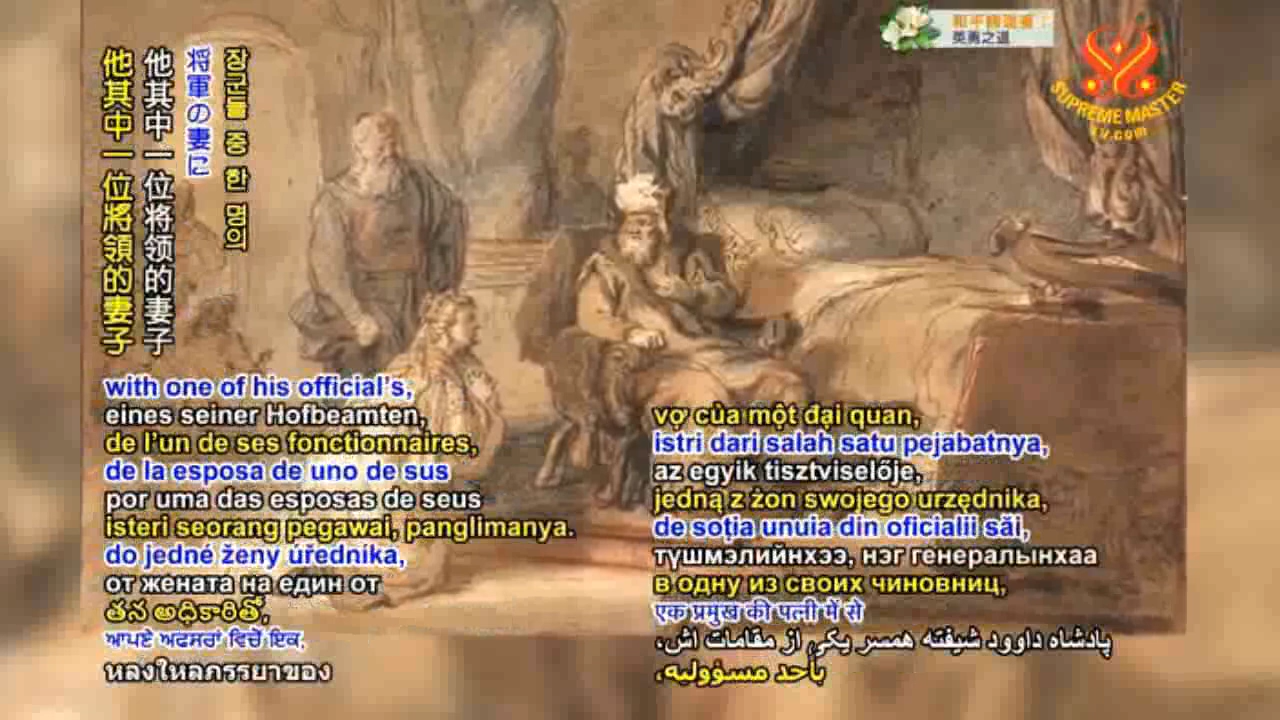 和平
英勇之道
SUPREME MASTER
TV.com
장군들 중 한 명의
将軍の妻に
他其中一位将领的妻子
他其中一位將領的妻子
with one of his official's,
eines seiner Hofbeamten,
de l'un de ses fonctionnaires,
de la esposa de uno de sus
por uma das esposas de seus
isteri seorang pegawai, panglimanya.
do jedné ženy úředníka,
от жената на един от
తన అధికారితో,
ਆਪਣੇ ਅਫਸਰਾਂ ਵਿਚੋਂ ਇਕ,
หลงใหลภรรยาของ
vợ của một đại quan,
istri dari salah satu pejabatnya,
az egyik tisztviselője,
jedną z żon swojego urzędnika,
de soția unuia din oficialii săi,
түшмэлийнхээ, нэг генералынхаа
в одну из своих чиновниц,
एक प्रमुख की पत्नी में से
پادشاه داوود شیفته همسر یکی از مقامات اش،
بأحد مسؤوليه،